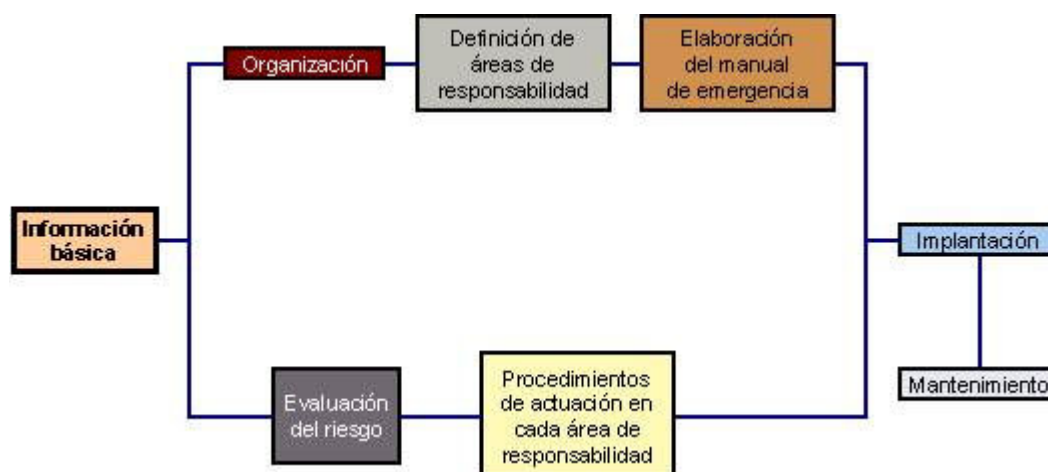 Organización
Definición de
áreas de
responsabilidad
Elaboración
del manual
de emergencia
Información
básica
Implantación
Evaluación
del riesgo
Procedimientos
de actuación en
cada área de
responsabilidad
Mantenimiento